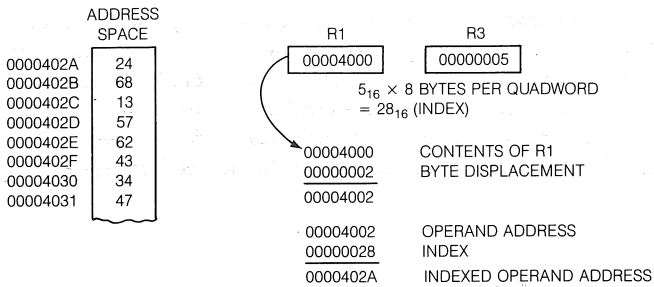 ADDRESS
SPACE
R1 R3
00004000 00000005
0000402A 24
0000402B 68
0000402C 13
0000402D 57
0000402E 62
0000402F 43
00004030 34
00004031 47
5₁₆ × 8 BYTES PER QUADWORD
= 28₁₆ (INDEX)
00004000 CONTENTS OF R1
00000002 BYTE DISPLACEMENT
00004002
00004002 OPERAND ADDRESS
00000028 INDEX
0000402A INDEXED OPERAND ADDRESS